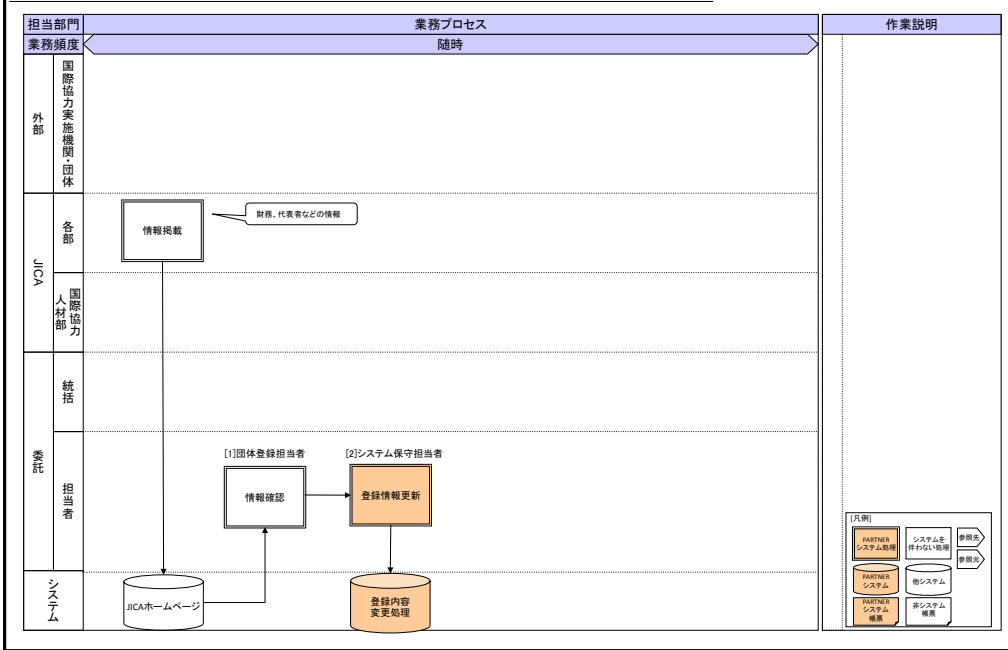 担当部門
業務プロセス
作業説明
業務頻度
随時
外部
国際協力実施機関・団体
JICA
各部
情報掲載
財務、代表者などの情報
国際協力
人材部
委託
統括
担当者
[1]団体登録担当者
[2]システム保守担当者
情報確認
登録情報更新
システム
JICAホームページ
登録内容
変更処理
[凡例]
PARTNER
システム処理
システムを
伴わない処理
参照先
参照元
PARTNER
システム
他システム
PARTNER
システム
帳票
非システム
帳票